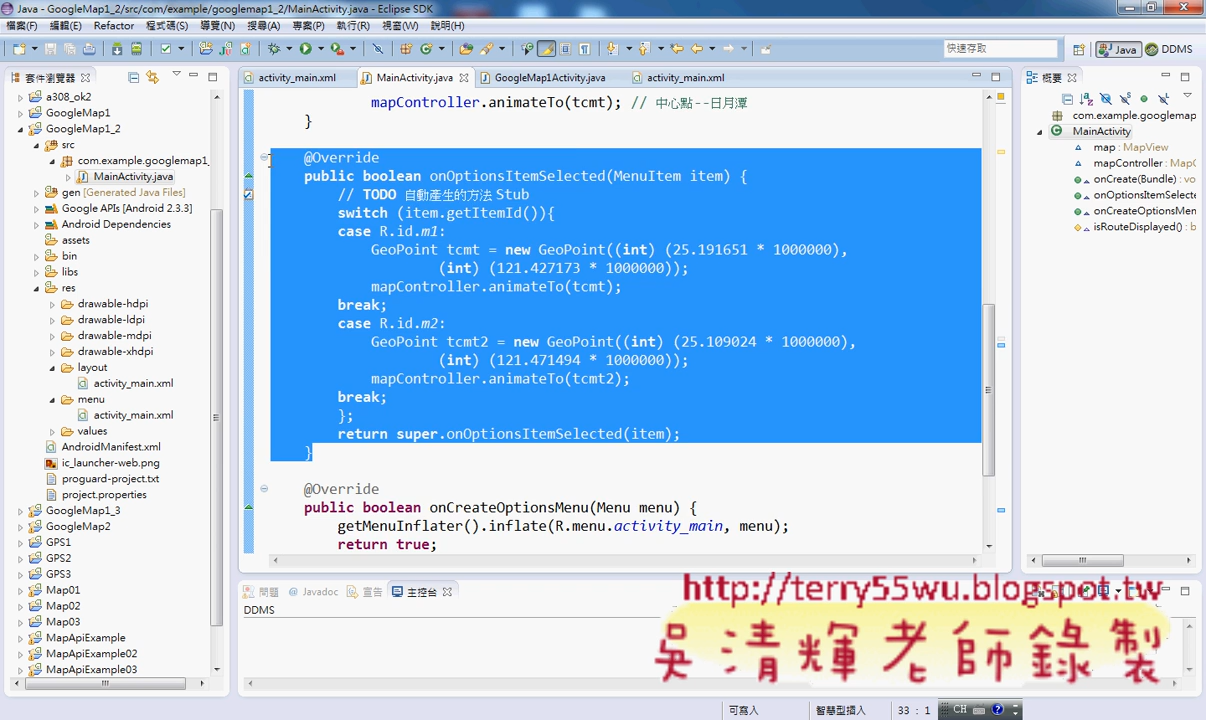 Java - GoogleMap1_2/src/com/example/googlemap1_2/MainActivity.java - Eclipse SDK
檔案(F) 編輯(E) Refactor 程式碼(S) 導覽(N) 搜尋(A) 專案(P) 執行(R) 視窗(W) 說明(H)
快速存取 Java DDMS
套件瀏覽器
a308_ok2
GoogleMap1
GoogleMap1_2
src
com.example.googlemap1_
MainActivity.java
gen [Generated Java Files]
Google APIs [Android 2.3.3]
Android Dependencies
assets
bin
libs
res
drawable-hdpi
drawable-ldpi
drawable-mdpi
drawable-xhdpi
layout
activity_main.xml
menu
activity_main.xml
values
AndroidManifest.xml
ic_launcher-web.png
proguard-project.txt
project.properties
GoogleMap1_3
GoogleMap2
GPS1
GPS2
GPS3
Map01
Map02
Map03
MapApiExample
MapApiExample02
MapApiExample03
activity_main.xml MainActivity.java GoogleMap1Activity.java activity_main.xml
mapController.animateTo(tcmt); // 中心點--日月潭
}
@Override
public boolean onOptionsItemSelected(MenuItem item) {
// TODO 自動產生的方法 Stub
switch (item.getItemId()){
case R.id.m1:
GeoPoint tcmt = new GeoPoint((int) (25.191651 * 1000000),
(int) (121.427173 * 1000000));
mapController.animateTo(tcmt);
break;
case R.id.m2:
GeoPoint tcmt2 = new GeoPoint((int) (25.109024 * 1000000),
(int) (121.471494 * 1000000));
mapController.animateTo(tcmt2);
break;
};
return super.onOptionsItemSelected(item);
}
@Override
public boolean onCreateOptionsMenu(Menu menu) {
getMenuInflater().inflate(R.menu.activity_main, menu);
return true;
概要
com.example.googlemap
MainActivity
map : MapView
mapController : MapC
onCreate(Bundle) : vo
onOptionsItemSelecte
onCreateOptionsMen
isRouteDisplayed() : b
問題 Javadoc 宣告 主控台
DDMS
http://terry55wu.blogspot.tw
吳清輝老師錄製
可寫入 智慧型插入 33 : 1 CH